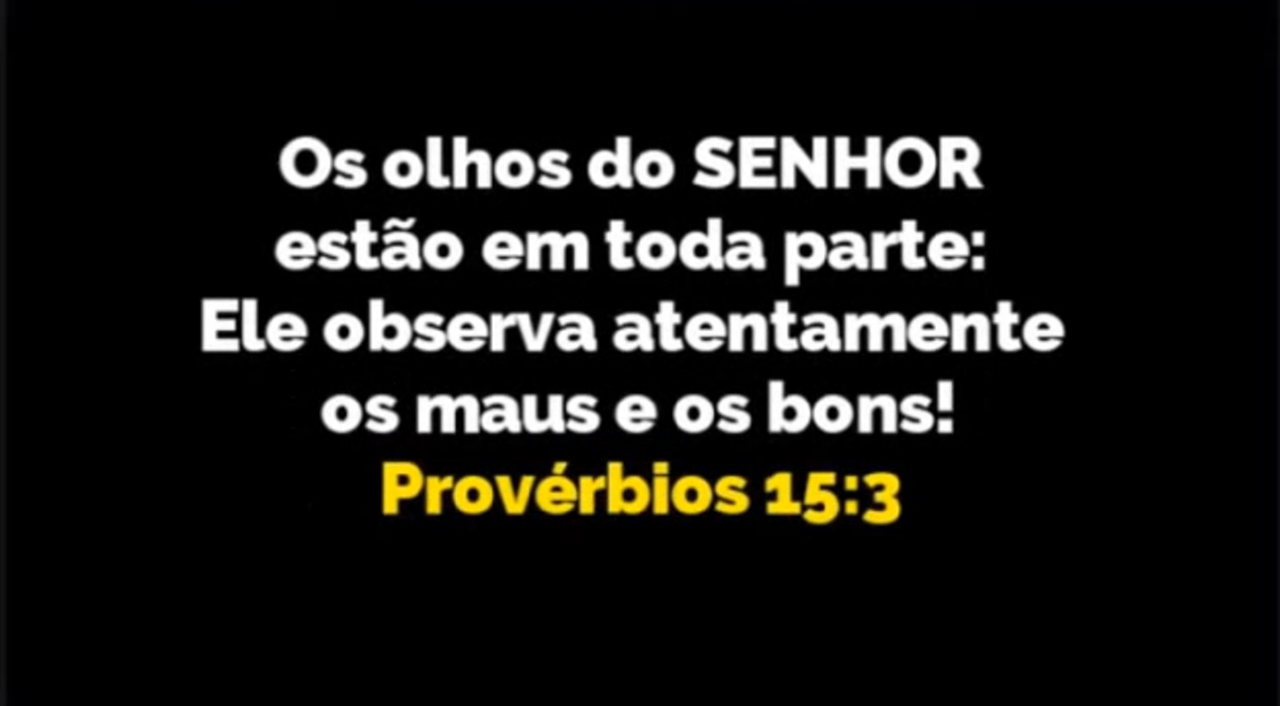 Os olhos do SENHOR
estão em toda parte:
Ele observa atentamente
os maus e os bons!
Provérbios 15:3